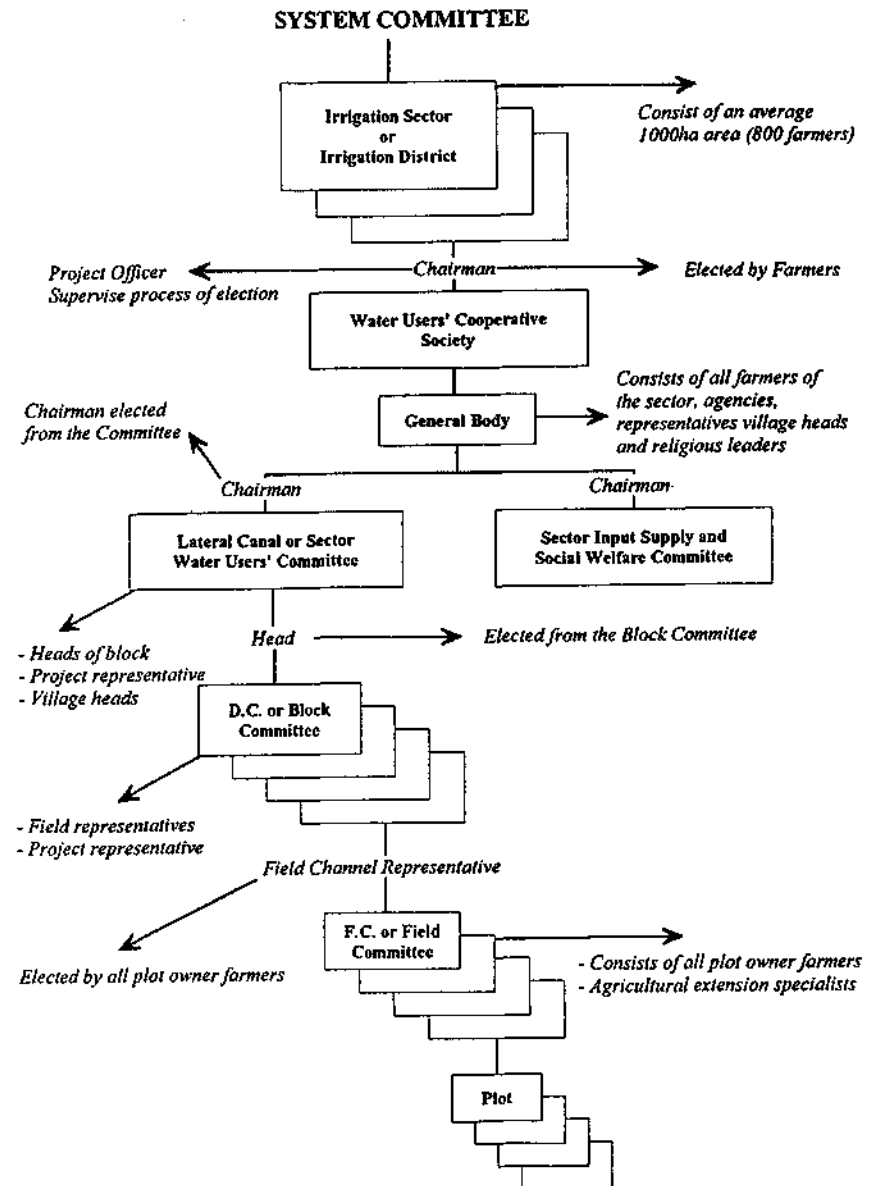 SYSTEM COMMITTEE
Irrigation Sector
or
Irrigation District
Consist of an average
1000ha area (800 farmers)
Project Officer
Supervise process of election
Chairman
Elected by Farmers
Water Users' Cooperative
Society
General Body
Consists of all farmers of
the sector, agencies,
representatives village heads
and religious leaders
Chairman elected
from the Committee
Chairman
Chairman
Lateral Canal or Sector
Water Users' Committee
Sector Input Supply and
Social Welfare Committee
- Heads of block
- Project representative
- Village heads
Head
Elected from the Block Committee
D.C. or Block
Committee
- Field representatives
- Project representative
Field Channel Representative
Elected by all plot owner farmers
F.C. or Field
Committee
- Consists of all plot owner farmers
- Agricultural extension specialists
Plot